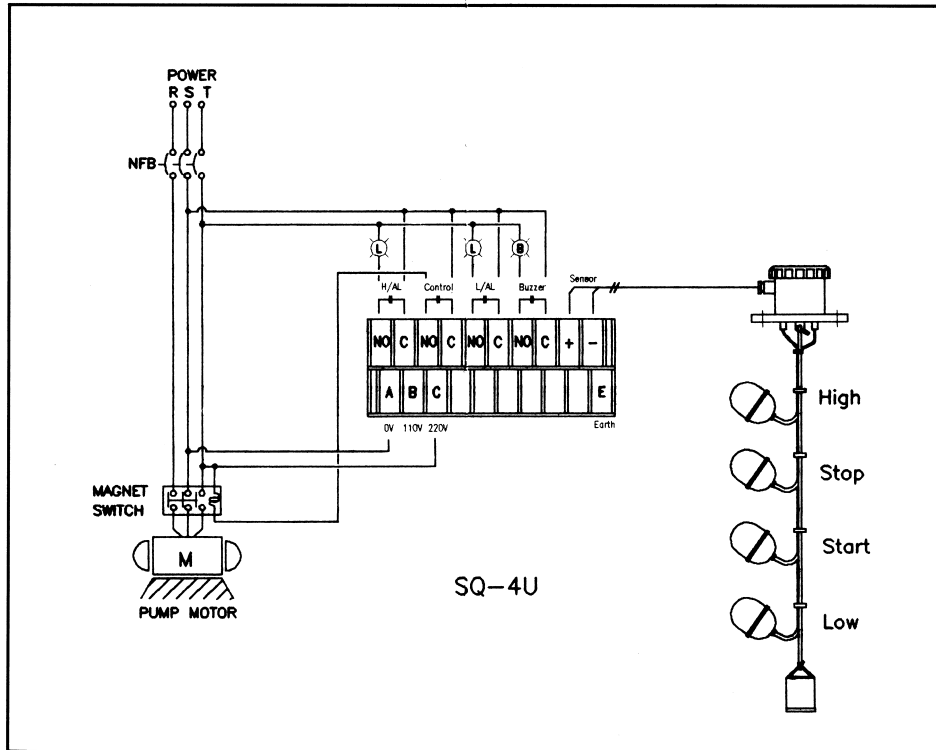 POWER
R S T
NFB
L L B
H/AL Control L/AL Buzzer Sensor
NO C NO C NO C NO C + -
A B C E
0V 110V 220V Earth
MAGNET
SWITCH
M
PUMP MOTOR
SQ-4U
High
Stop
Start
Low